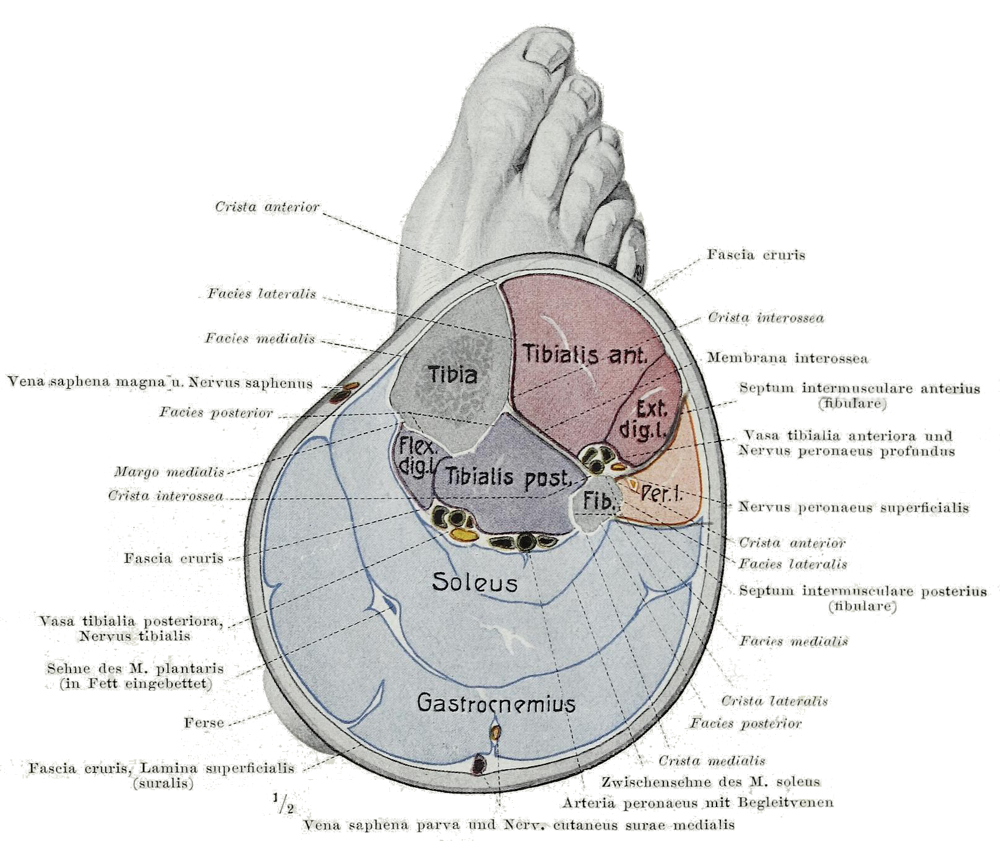 Crista anterior
Fascia cruris
Facies lateralis
Crista interossea
Facies medialis
Tibialis ant.
Membrana interossea
Tibia
Vena saphena magna u. Nervus saphenus
Septum intermusculare anterius
(fibulare)
Facies posterior
Ext.
dig.l.
Flex.
dig.l.
Vasa tibialia anteriora und
Nervus peronaeus profundus
Margo medialis
Tibialis post.
Crista interossea
Fib.
Per.l.
Nervus peronaeus superficialis
Crista anterior
Fascia cruris
Facies lateralis
Soleus
Septum intermusculare posterius
(fibulare)
Vasa tibialia posteriora,
Nervus tibialis
Facies medialis
Sehne des M. plantaris
(in Fett eingebettet)
Gastrocnemius
Crista lateralis
Ferse
Facies posterior
Crista medialis
Fascia cruris, Lamina superficialis
(suralis)
Zwischensehne des M. soleus
1/2
Arteria peronaeus mit Begleitvenen
Vena saphena parva und Nerv. cutaneus surae medialis